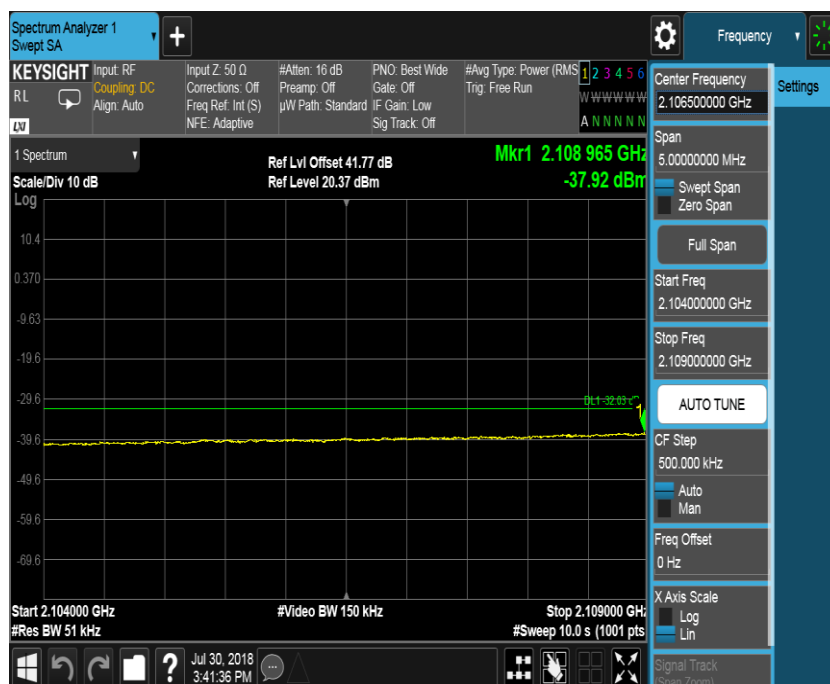 Spectrum Analyzer 1
Swept SA
+
Frequency
KEYSIGHT
RL
LXI
Input: RF
Coupling: DC
Align: Auto
Input Z: 50 Ω
Corrections: Off
Freq Ref: Int (S)
NFE: Adaptive
#Atten: 16 dB
Preamp: Off
µW Path: Standard
PNO: Best Wide
Gate: Off
IF Gain: Low
Sig Track: Off
#Avg Type: Power (RMS
Trig: Free Run
1 2 3 4 5 6
W W W W W W
A N N N N N
Center Frequency
2.106500000 GHz
Settings
Span
5.00000000 MHz
Swept Span
Zero Span
Full Span
Start Freq
2.104000000 GHz
Stop Freq
2.109000000 GHz
AUTO TUNE
CF Step
500.000 kHz
Auto
Man
Freq Offset
0 Hz
X Axis Scale
Log
Lin
Signal Track
(Span Zoom)
1 Spectrum
Scale/Div 10 dB
Log
Ref Lvl Offset 41.77 dB
Ref Level 20.37 dBm
Mkr1 2.108 965 GHz
-37.92 dBm
10.4
0.370
-9.63
-19.6
-29.6
-39.6
-49.6
-59.6
-69.6
DL1 -32.03
1
Start 2.104000 GHz
#Res BW 51 kHz
#Video BW 150 kHz
Stop 2.109000 GHz
#Sweep 10.0 s (1001 pts
?
Jul 30, 2018
3:41:36 PM